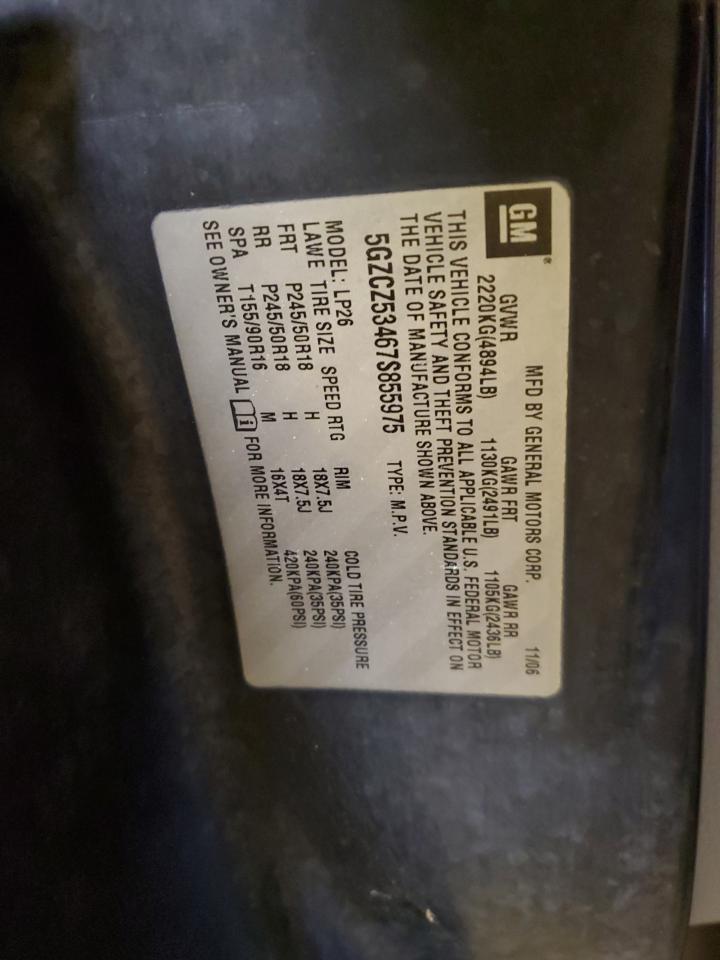 GM®
MFD BY GENERAL MOTORS CORP. 11/06
GVWR GAWR FRT GAWR RR
2220KG(4894LB) 1130KG(2491LB) 1105KG(2436LB)
THIS VEHICLE CONFORMS TO ALL APPLICABLE U.S. FEDERAL MOTOR
VEHICLE SAFETY AND THEFT PREVENTION STANDARDS IN EFFECT ON
THE DATE OF MANUFACTURE SHOWN ABOVE.
5GZCZ53467S855975 TYPE: M.P.V.
MODEL: LP26
LAWE TIRE SIZE SPEED RTG RIM COLD TIRE PRESSURE
FRT P245/50R18 H 18X7.5J 240KPA(35PSI)
RR P245/50R18 H 18X7.5J 240KPA(35PSI)
SPA T155/90R16 M 16X4T 420KPA(60PSI)
SEE OWNER'S MANUAL i FOR MORE INFORMATION.